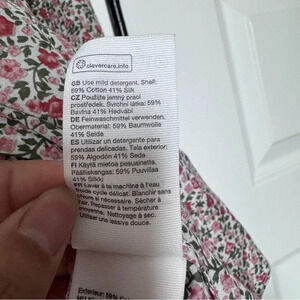 clevercare.info
GB Use mild detergent. Shell:
59% Cotton 41% Silk
CZ Použijte jemný prací
prostředek. Svrchní látka: 59%
Bavlna 41% Hedvábí
DE Feinwaschmittel verwenden.
Obermaterial: 59% Baumwolle
41% Seide
ES Utilizar un detergente para
prendas delicadas. Tela exterior:
59% Algodón 41% Seda
FI Käytä mietoa pesuainetta.
Päällikangas: 59% Puuvillaa
41% Silkki
FR Laver à la machine à l'eau
froide cycle délicat. Blanchir sans
chlore si nécessaire. Sécher à
l'air. Repasser à température
moyenne. Nettoyage à sec.
Utiliser une lessive douce.
Extérieur: 59%